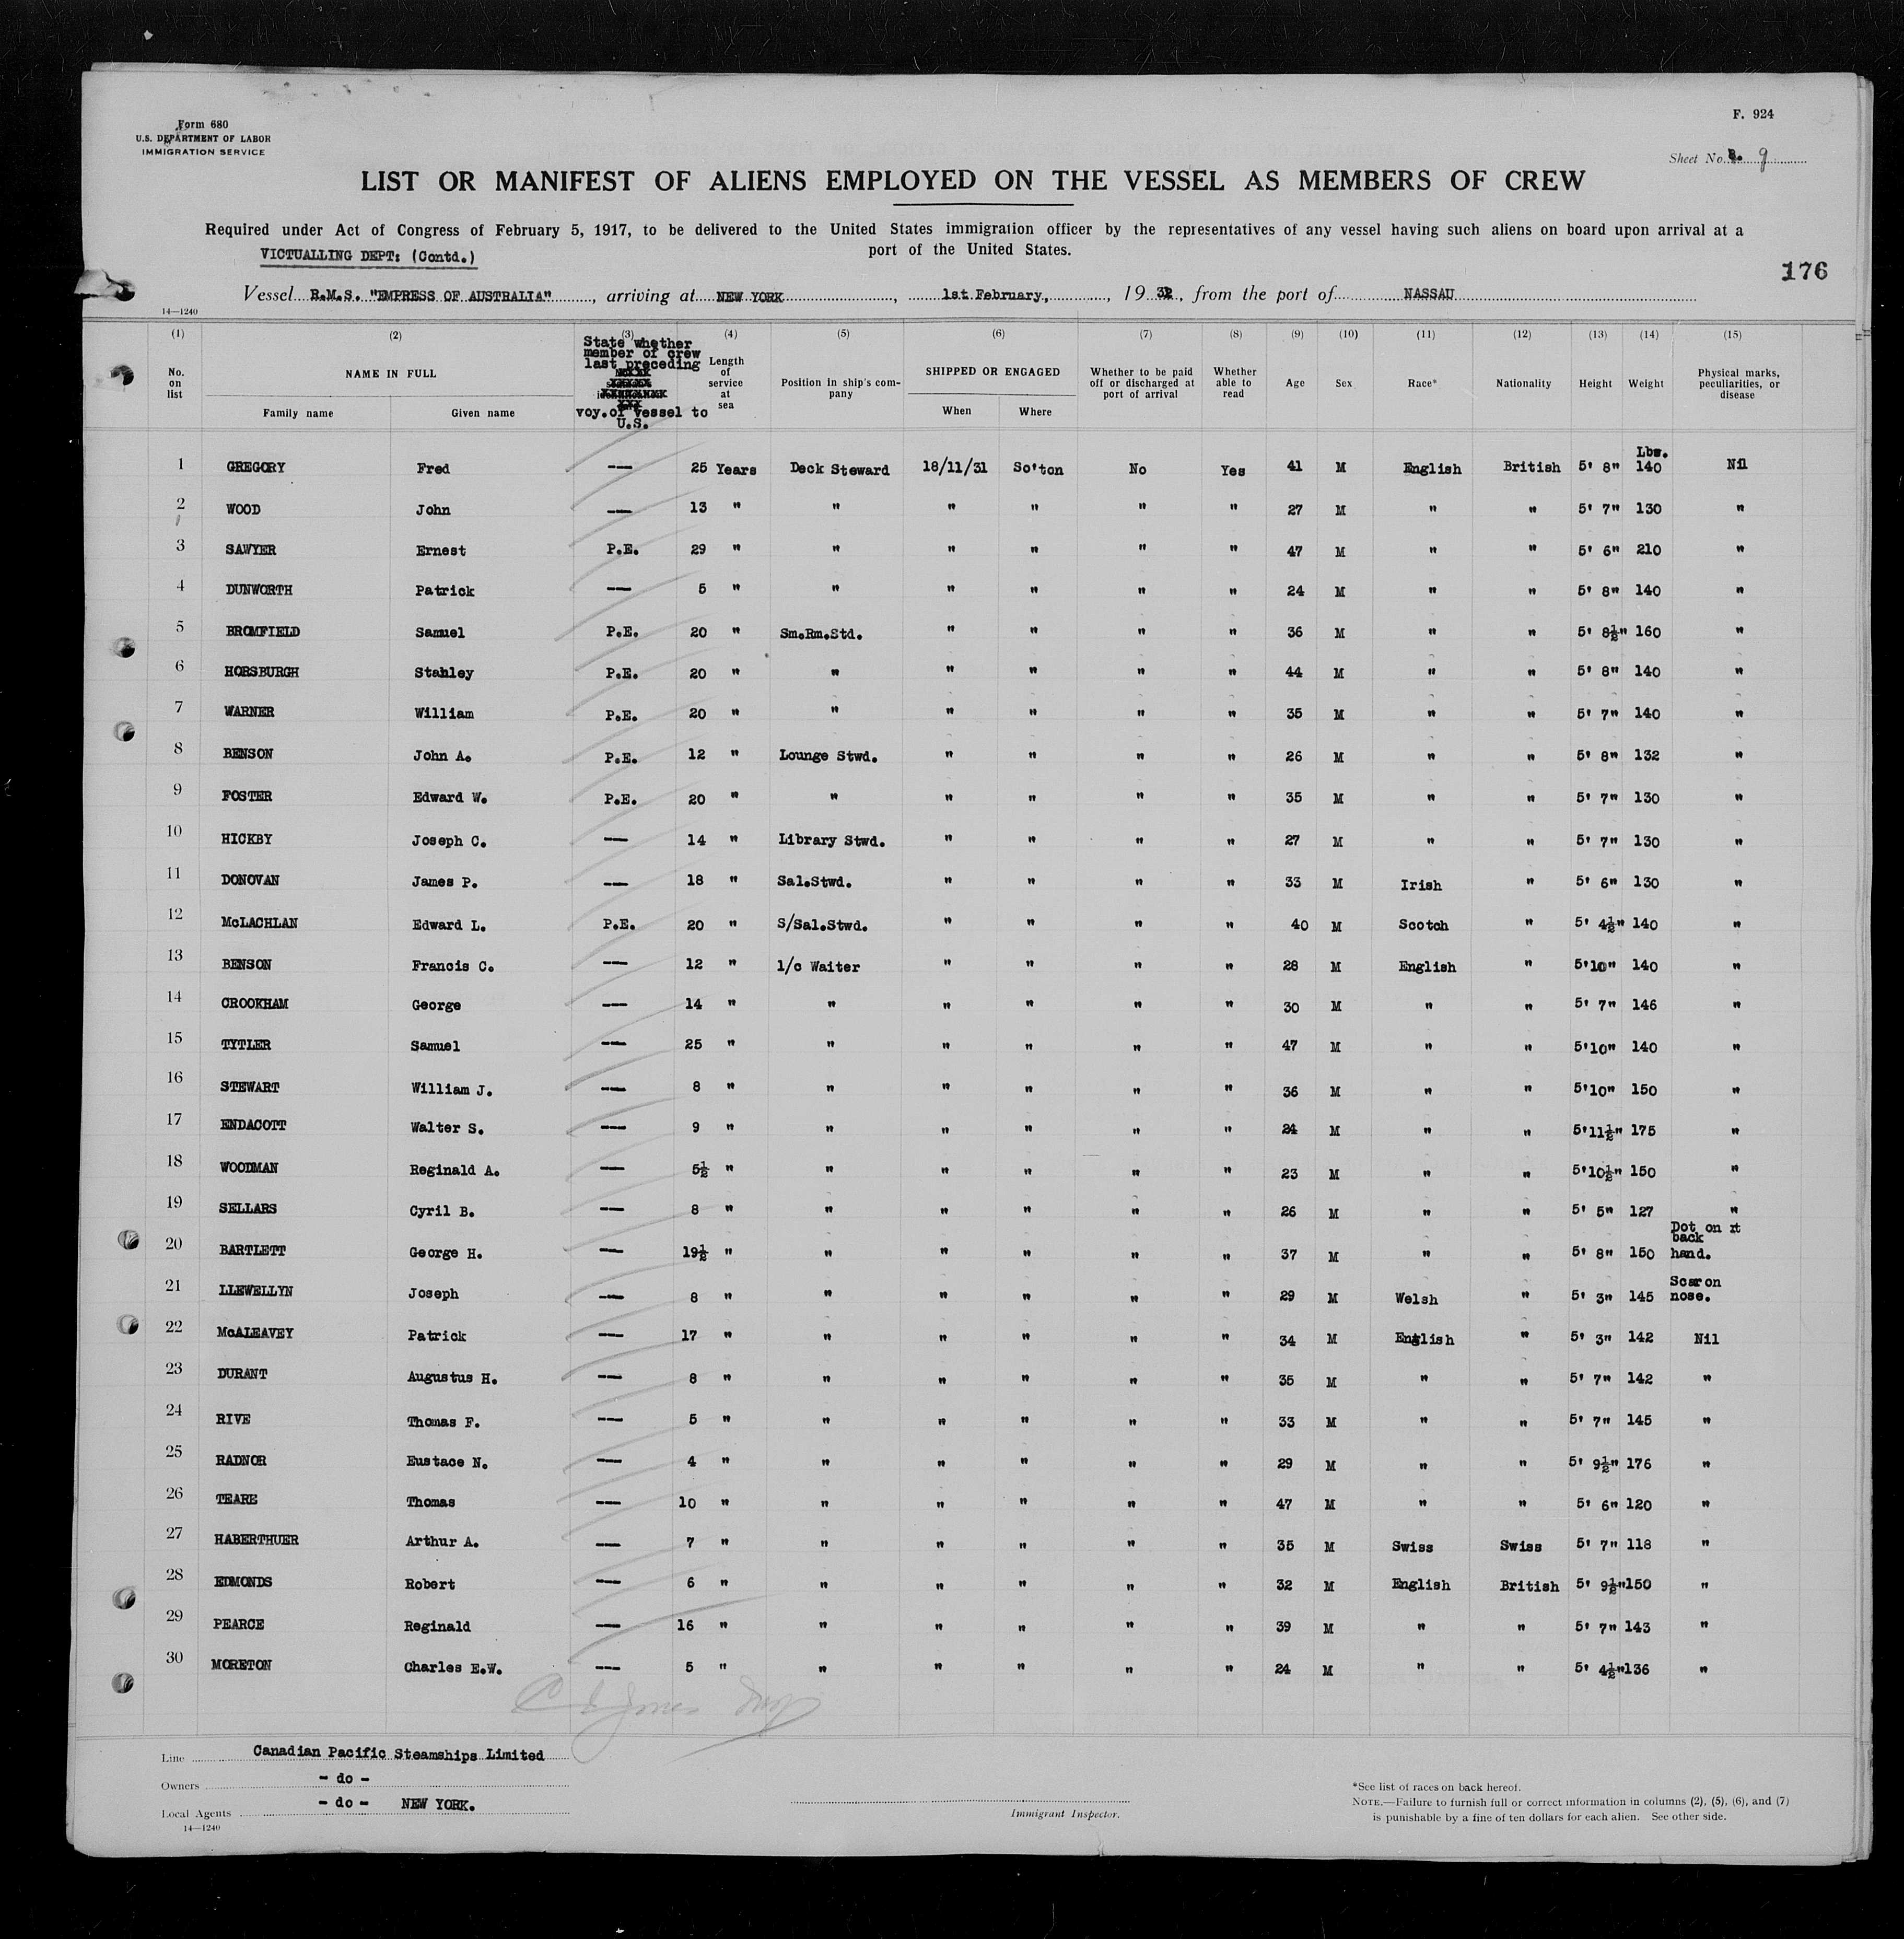 Form 680
U.S. DEPARTMENT OF LABOR
IMMIGRATION SERVICE
F. 924
Sheet No. 9
LIST OR MANIFEST OF ALIENS EMPLOYED ON THE VESSEL AS MEMBERS OF CREW
Required under Act of Congress of February 5, 1917, to be delivered to the United States immigration officer by the representatives of any vessel having such aliens on board upon arrival at a
port of the United States.
VICTUALLING DEPT: (Contd.)
176
Vessel R.M.S. "EMPRESS OF AUSTRALIA", arriving at NEW YORK, 1st February, 1932, from the port of NASSAU
14—1240
(1) (2) (3) (4) (5) (6) (7) (8) (9) (10) (11) (12) (13) (14) (15)
No. on list NAME IN FULL Family name Given name State whether member of crew last preceding voy. of vessel to U.S. Length of service at sea Position in ship's company SHIPPED OR ENGAGED When Where Whether to be paid off or discharged at port of arrival Whether able to read Age Sex Race* Nationality Height Weight Physical marks, peculiarities, or disease
Lbs.
1 GREGORY Fred — 25 Years Deck Steward 18/11/31 So'ton No Yes 41 M English British 5' 8" 140 Nil
2 WOOD John — 13 " " " " " " 27 M " " 5' 7" 130 "
3 SAWYER Ernest P.E. 29 " " " " " " 47 M " " 5' 6" 210 "
4 DUNWORTH Patrick — 5 " " " " " " 24 M " " 5' 8" 140 "
5 BROMFIELD Samuel P.E. 20 " Sm.Rm.Std. " " " " 36 M " " 5' 8½" 160 "
6 HORSBURGH Stanley P.E. 20 " " " " " " 44 M " " 5' 8" 140 "
7 WARNER William P.E. 20 " " " " " " 35 M " " 5' 7" 140 "
8 BENSON John A. P.E. 12 " Lounge Stwd. " " " " 26 M " " 5' 8" 132 "
9 FOSTER Edward W. P.E. 20 " " " " " " 35 M " " 5' 7" 130 "
10 HICKBY Joseph C. — 14 " Library Stwd. " " " " 27 M " " 5' 7" 130 "
11 DONOVAN James P. — 18 " Sal.Stwd. " " " " 33 M Irish " 5' 6" 130 "
12 McLACHLAN Edward L. P.E. 20 " S/Sal.Stwd. " " " " 40 M Scotch " 5' 4½" 140 "
13 BENSON Francis C. — 12 " 1/c Waiter " " " " 28 M English " 5'10" 140 "
14 CROOKHAM George — 14 " " " " " " 30 M " " 5' 7" 146 "
15 TYTLER Samuel — 25 " " " " " " 47 M " " 5'10" 140 "
16 STEWART William J. — 8 " " " " " " 36 M " " 5'10" 150 "
17 ENDACOTT Walter S. — 9 " " " " " " 24 M " " 5'11½" 175 "
18 WOODMAN Reginald A. — 5½ " " " " " " 23 M " " 5'10½" 150 "
19 SELLARS Cyril B. — 8 " " " " " " 26 M " " 5' 5" 127 "
20 BARTLETT George H. — 19½ " " " " " " 37 M " " 5' 8" 150 Dot on rt back hand.
21 LLEWELLYN Joseph — 8 " " " " " " 29 M Welsh " 5' 3" 145 Scar on nose.
22 McALEAVEY Patrick — 17 " " " " " " 34 M English " 5' 3" 142 Nil
23 DURANT Augustus H. — 8 " " " " " " 35 M " " 5' 7" 142 "
24 RIVE Thomas F. — 5 " " " " " " 33 M " " 5' 7" 145 "
25 RADNOR Eustace N. — 4 " " " " " " 29 M " " 5' 9½" 176 "
26 TEARE Thomas — 10 " " " " " " 47 M " " 5' 6" 120 "
27 HABERTHUER Arthur A. — 7 " " " " " " 35 M Swiss Swiss 5' 7" 118 "
28 EDMONDS Robert — 6 " " " " " " 32 M English British 5' 9½" 150 "
29 PEARCE Reginald — 16 " " " " " " 39 M " " 5' 7" 143 "
30 MORETON Charles E.W. — 5 " " " " " " 24 M " " 5' 4½" 136 "
Line Canadian Pacific Steamships Limited
Owners - do -
Local Agents - do - NEW YORK.
14—1240
Immigrant Inspector.
*See list of races on back hereof.
NOTE.—Failure to furnish full or correct information in columns (2), (5), (6), and (7)
is punishable by a fine of ten dollars for each alien. See other side.